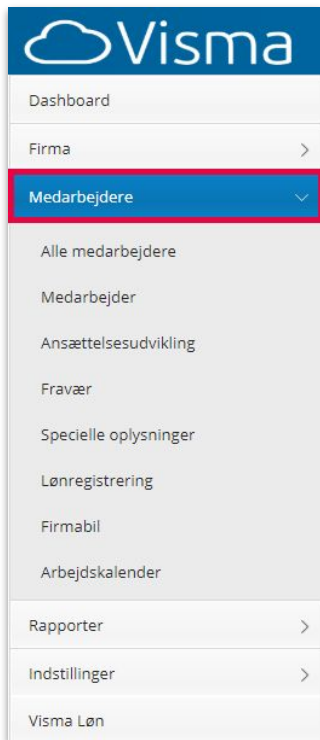 Visma
Dashboard
Firma
Medarbejdere
Alle medarbejdere
Medarbejder
Ansættelsesudvikling
Fravær
Specielle oplysninger
Lønregistrering
Firmabil
Arbejdskalender
Rapporter
Indstillinger
Visma Løn